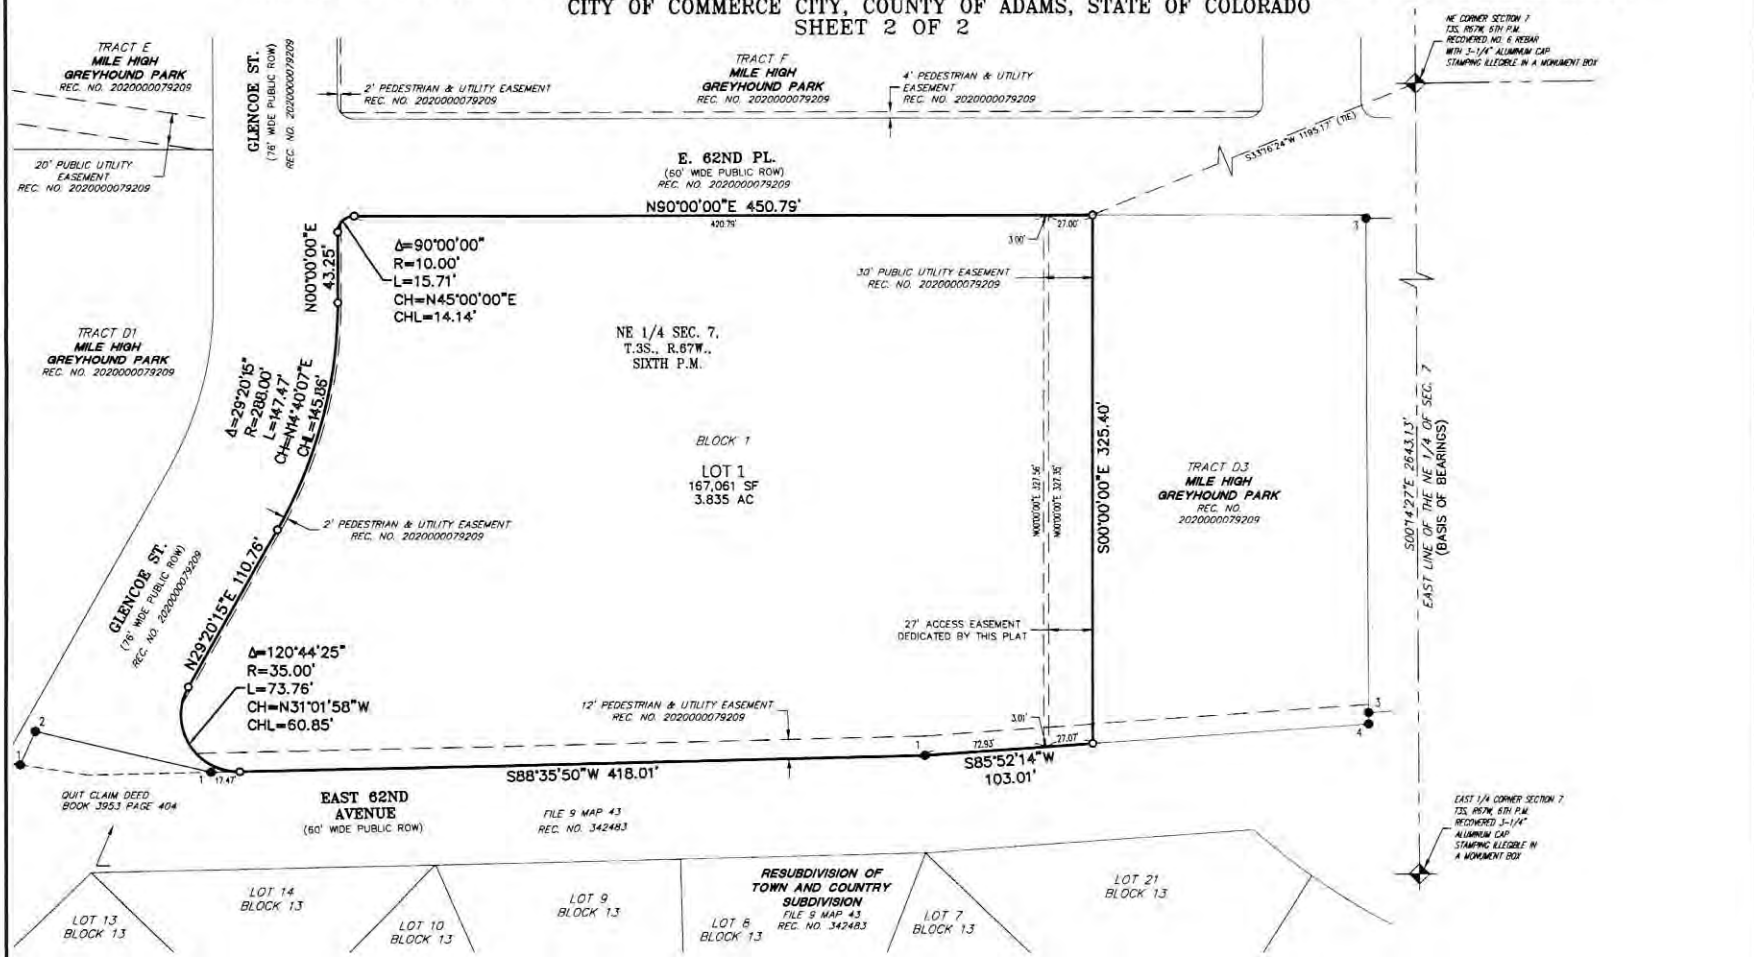 CITY OF COMMERCE CITY, COUNTY OF ADAMS, STATE OF COLORADO
SHEET 2 OF 2
NE CORNER SECTION 7
T3S, R67W, 6TH P.M.
RECOVERED NO. 6 REBAR
WITH 3-1/4" ALUMINUM CAP
STAMPING ILLEGIBLE IN A MONUMENT BOX
TRACT E
MILE HIGH
GREYHOUND PARK
REC. NO. 2020000079209
GLENCOE ST.
(76' WIDE PUBLIC ROW)
REC. NO. 2020000079209
2' PEDESTRIAN & UTILITY EASEMENT
REC. NO. 2020000079209
TRACT F
MILE HIGH
GREYHOUND PARK
REC. NO. 2020000079209
4' PEDESTRIAN & UTILITY
EASEMENT
REC. NO. 2020000079209
S33°16'24"W 1195.17' (TIE)
20' PUBLIC UTILITY
EASEMENT
REC. NO. 2020000079209
E. 62ND PL.
(60' WIDE PUBLIC ROW)
REC. NO. 2020000079209
N90°00'00"E 450.79'
420.79'
3.00'
27.00'
3
N00°00'00"E
43.25'
Δ=90°00'00"
R=10.00'
L=15.71'
CH=N45°00'00"E
CHL=14.14'
30' PUBLIC UTILITY EASEMENT
REC. NO. 2020000079209
NE 1/4 SEC. 7,
T.3S., R.67W.,
SIXTH P.M.
TRACT D1
MILE HIGH
GREYHOUND PARK
REC. NO. 2020000079209
Δ=29°20'15"
R=288.00'
L=147.47'
CH=N14°40'07"E
CHL=145.86'
BLOCK 1
LOT 1
167,061 SF
3.835 AC
N00°00'00"E 327.56'
N00°00'00"E 327.35'
S00°00'00"E 325.40'
TRACT D3
MILE HIGH
GREYHOUND PARK
REC. NO.
2020000079209
S00°14'27"E 2643.13'
EAST LINE OF THE NE 1/4 OF SEC. 7
(BASIS OF BEARINGS)
2' PEDESTRIAN & UTILITY EASEMENT
REC. NO. 2020000079209
GLENCOE ST.
(76' WIDE PUBLIC ROW)
REC. NO. 2020000079209
N29°20'15"E 110.76'
27' ACCESS EASEMENT
DEDICATED BY THIS PLAT
Δ=120°44'25"
R=35.00'
L=73.76'
CH=N31°01'58"W
CHL=60.85'
12' PEDESTRIAN & UTILITY EASEMENT
REC. NO. 2020000079209
3.01'
3
2
4
1
1
72.93'
27.07'
1
17.47'
S88°35'50"W 418.01'
S85°52'14"W
103.01'
QUIT CLAIM DEED
BOOK 3953 PAGE 404
EAST 62ND
AVENUE
(60' WIDE PUBLIC ROW)
FILE 9 MAP 43
REC. NO. 342483
EAST 1/4 CORNER SECTION 7
T3S, R67W, 6TH P.M.
RECOVERED 3-1/4"
ALUMINUM CAP
STAMPING ILLEGIBLE IN
A MONUMENT BOX
LOT 13
BLOCK 13
LOT 14
BLOCK 13
LOT 10
BLOCK 13
LOT 9
BLOCK 13
LOT 8
BLOCK 13
RESUBDIVISION OF
TOWN AND COUNTRY
SUBDIVISION
FILE 9 MAP 43
REC. NO. 342483
LOT 7
BLOCK 13
LOT 21
BLOCK 13